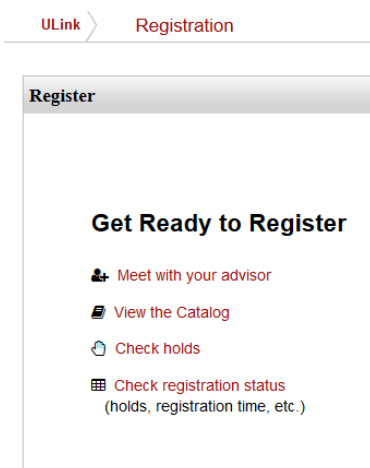 ULink
Registration
Register
Get Ready to Register
Meet with your advisor
View the Catalog
Check holds
Check registration status
(holds, registration time, etc.)